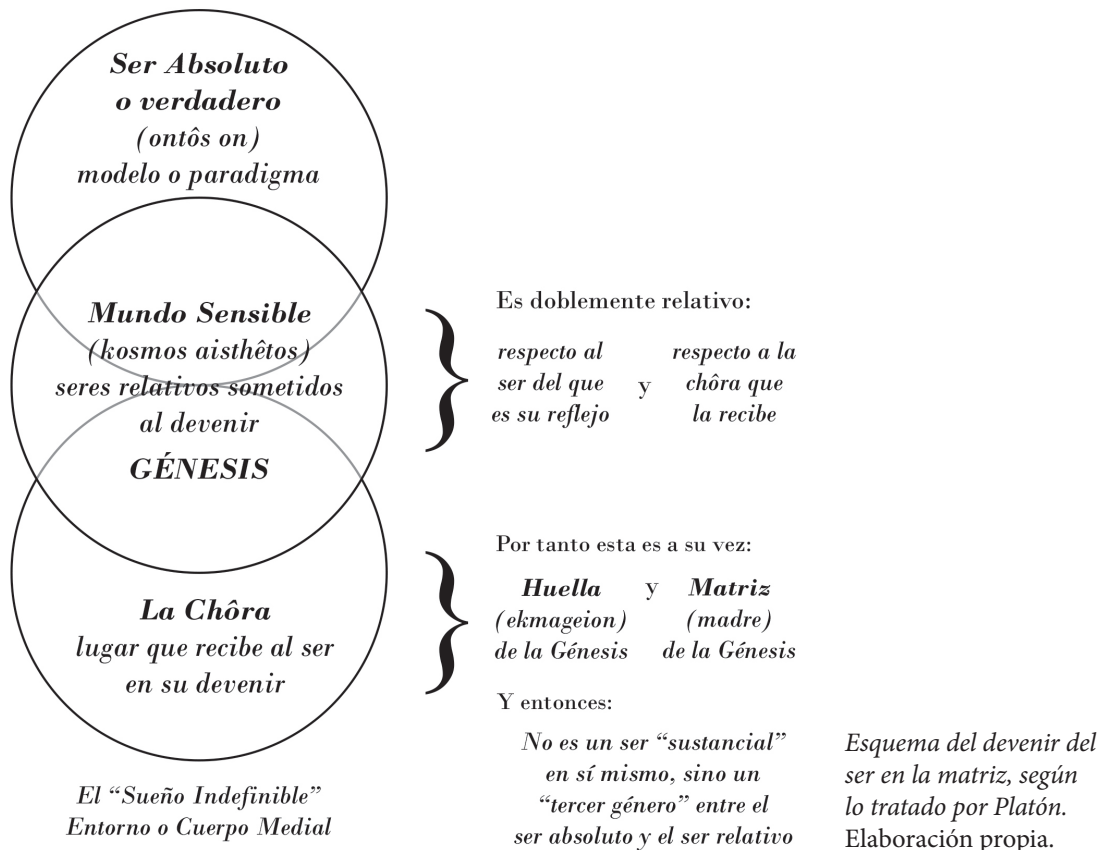 Ser Absoluto
o verdadero
(ontôs on)
modelo o paradigma
Mundo Sensible
(kosmos aisthêtos)
seres relativos sometidos
al devenir
GÉNESIS
Es doblemente relativo:
respecto al
ser del que
es su reflejo
y
respecto a la
chôra que
la recibe
La Chôra
lugar que recibe al ser
en su devenir
Por tanto esta es a su vez:
Huella
(ekmageion)
de la Génesis
y
Matriz
(madre)
de la Génesis
Y entonces:
No es un ser “sustancial”
en sí mismo, sino un
“tercer género” entre el
ser absoluto y el ser relativo
El “Sueño Indefinible”
Entorno o Cuerpo Medial
Esquema del devenir del
ser en la matriz, según
lo tratado por Platón.
Elaboración propia.